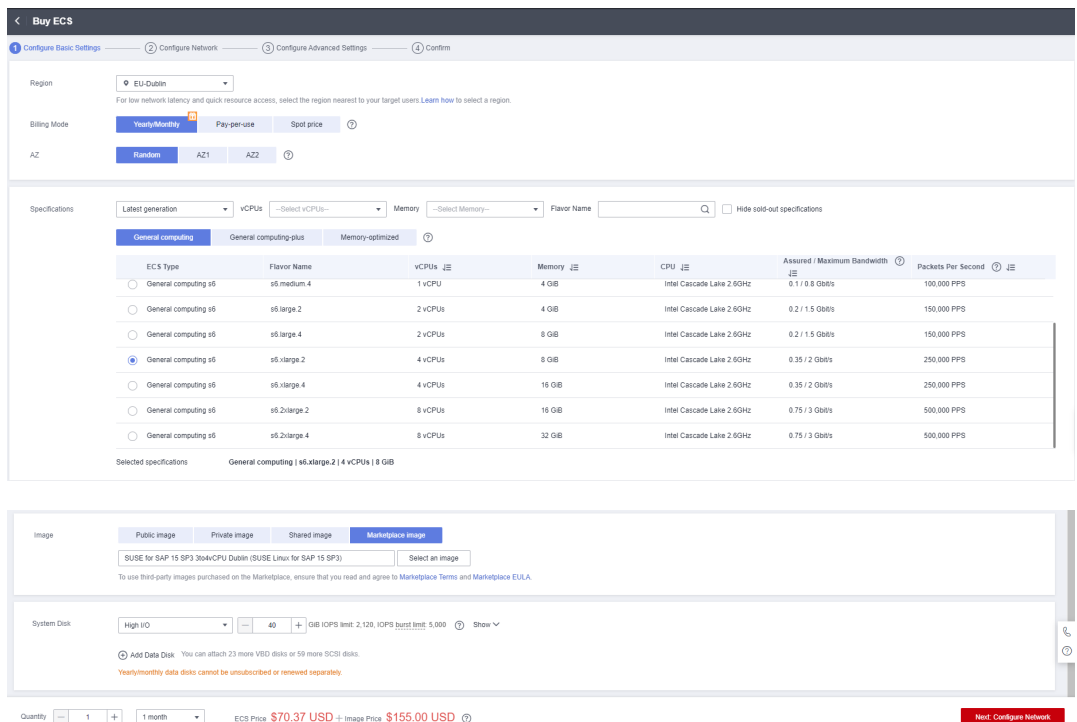 Buy ECS
1 Configure Basic Settings 2 Configure Network 3 Configure Advanced Settings 4 Confirm
Region EU-Dublin
For low network latency and quick resource access, select the region nearest to your target users Learn how to select a region.
Billing Mode Yearly/Monthly Pay-per-use Spot price
AZ Random AZ1 AZ2
Specifications Latest generation vCPUs --Select vCPUs-- Memory --Select Memory-- Flavor Name Hide sold-out specifications
General computing General computing-plus Memory-optimized
ECS Type Flavor Name vCPUs Memory CPU Assured / Maximum Bandwidth Packets Per Second
General computing s6 s6.medium.4 1 vCPU 4 GiB Intel Cascade Lake 2.6GHz 0.1 / 0.8 Gbit/s 100,000 PPS
General computing s6 s6.large.2 2 vCPUs 4 GiB Intel Cascade Lake 2.6GHz 0.2 / 1.5 Gbit/s 150,000 PPS
General computing s6 s6.large.4 2 vCPUs 8 GiB Intel Cascade Lake 2.6GHz 0.2 / 1.5 Gbit/s 150,000 PPS
General computing s6 s6.xlarge.2 4 vCPUs 8 GiB Intel Cascade Lake 2.6GHz 0.35 / 2 Gbit/s 250,000 PPS
General computing s6 s6.xlarge.4 4 vCPUs 16 GiB Intel Cascade Lake 2.6GHz 0.35 / 2 Gbit/s 250,000 PPS
General computing s6 s6.2xlarge.2 8 vCPUs 16 GiB Intel Cascade Lake 2.6GHz 0.75 / 3 Gbit/s 500,000 PPS
General computing s6 s6.2xlarge.4 8 vCPUs 32 GiB Intel Cascade Lake 2.6GHz 0.75 / 3 Gbit/s 500,000 PPS
Selected specifications General computing | s6.xlarge.2 | 4 vCPUs | 8 GiB
Image Public image Private image Shared image Marketplace image
SUSE for SAP 15 SP3 3to4vCPU Dublin (SUSE Linux for SAP 15 SP3) Select an image
To use third-party images purchased on the Marketplace, ensure that you read and agree to Marketplace Terms and Marketplace EULA.
System Disk High I/O 40 GiB IOPS limit: 2,120, IOPS burst limit: 5,000 Show
Add Data Disk You can attach 23 more VBD disks or 59 more SCSI disks.
Yearly/monthly data disks cannot be unsubscribed or renewed separately.
Quantity 1 1 month ECS Price $70.37 USD + Image Price $155.00 USD Next: Configure Network